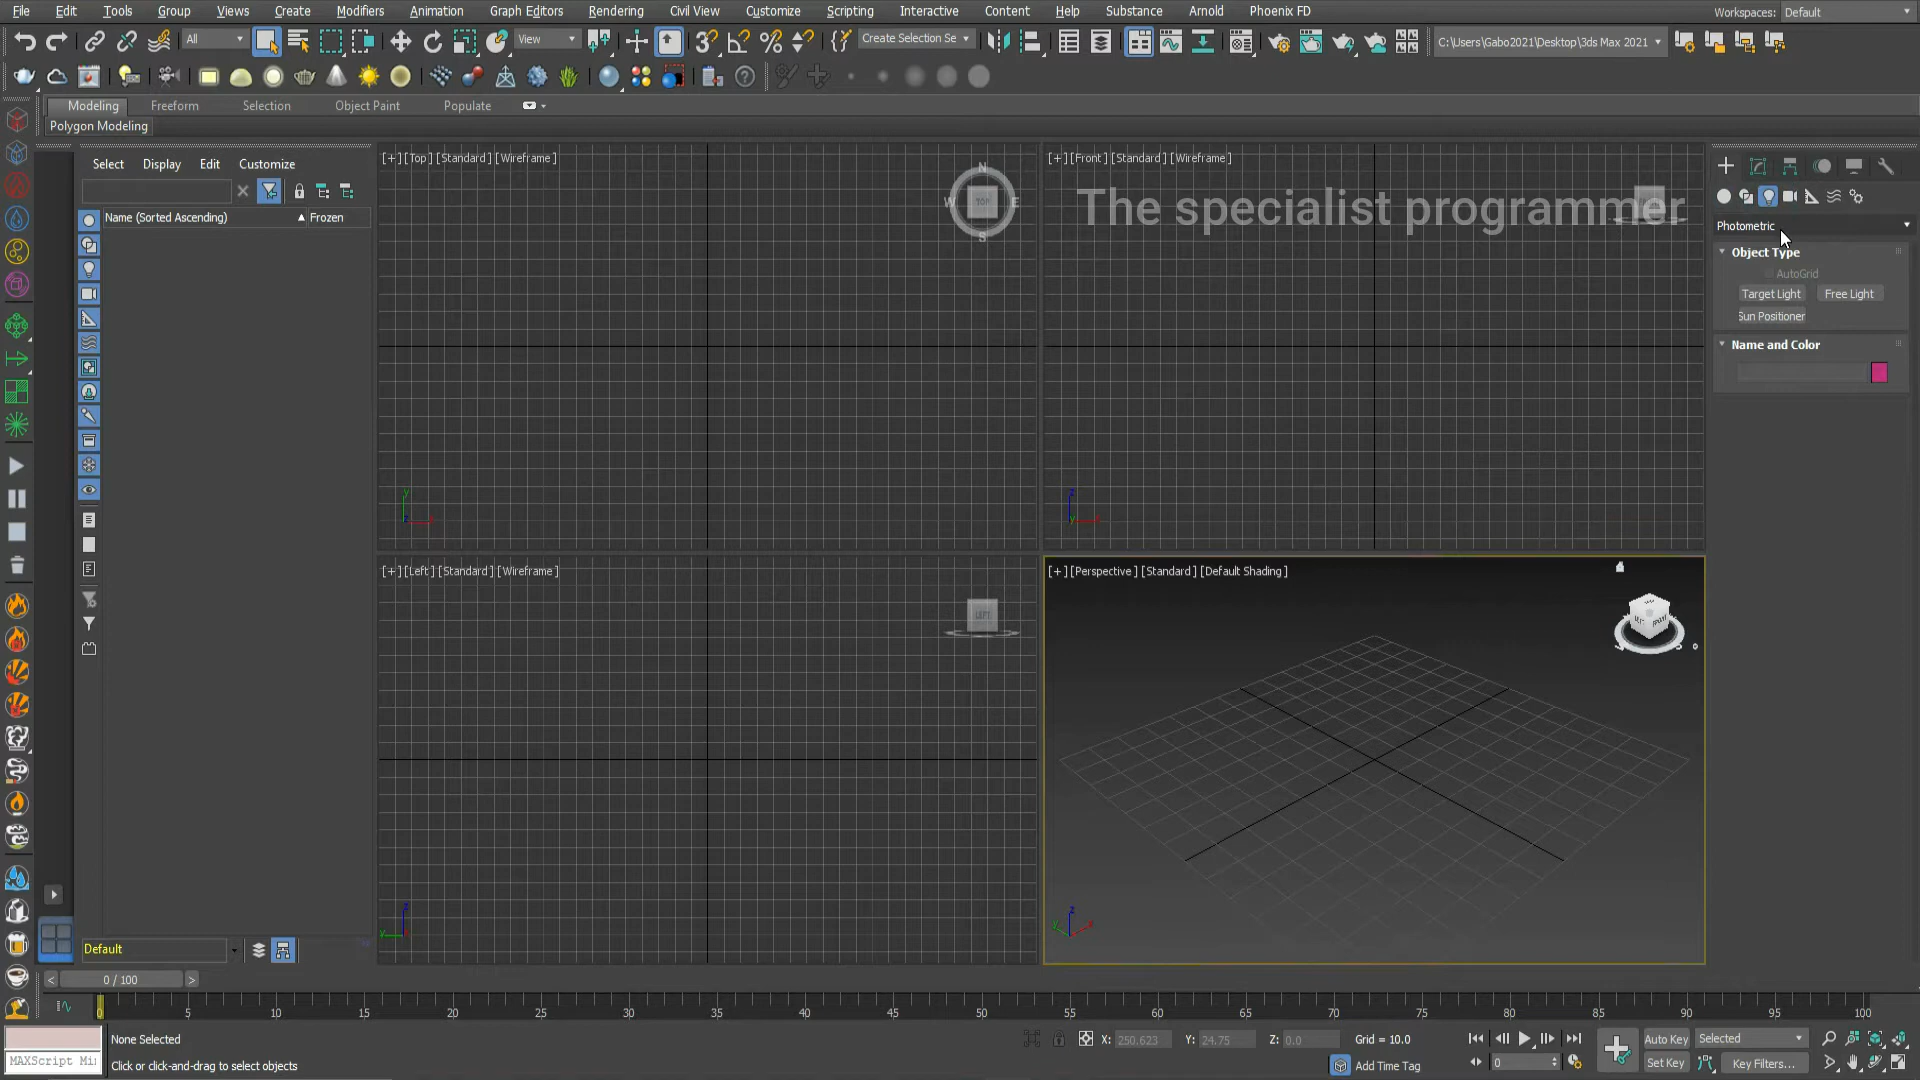 File Edit Tools Group Views Create Modifiers Animation Graph Editors Rendering Civil View Customize Scripting Interactive Content Help Substance Arnold Phoenix FD Workspaces: Default
All View Create Selection Se C:\Users\Gabo2021\Desktop\3ds Max 2021
Modeling Freeform Selection Object Paint Populate
Polygon Modeling
Select Display Edit Customize
Name (Sorted Ascending) Frozen
[+] [Top] [Standard] [Wireframe]
N
W TOP E
S
[+] [Front] [Standard] [Wireframe]
The specialist programmer
Photometric
Object Type
AutoGrid
Target Light Free Light
Sun Positioner
Name and Color
y
z
y
[+] [Left] [Standard] [Wireframe]
LEFT
[+] [Perspective] [Standard] [Default Shading]
z
y
z
Default
< 0 / 100 >
0 5 10 15 20 25 30 35 40 45 50 55 60 65 70 75 80 85 90 95 100
None Selected X: 250.623 Y: 24.75 Z: 0.0 Grid = 10.0 Auto Key Selected
MAXScript Mi Click or click-and-drag to select objects Add Time Tag 0 Set Key Key Filters...